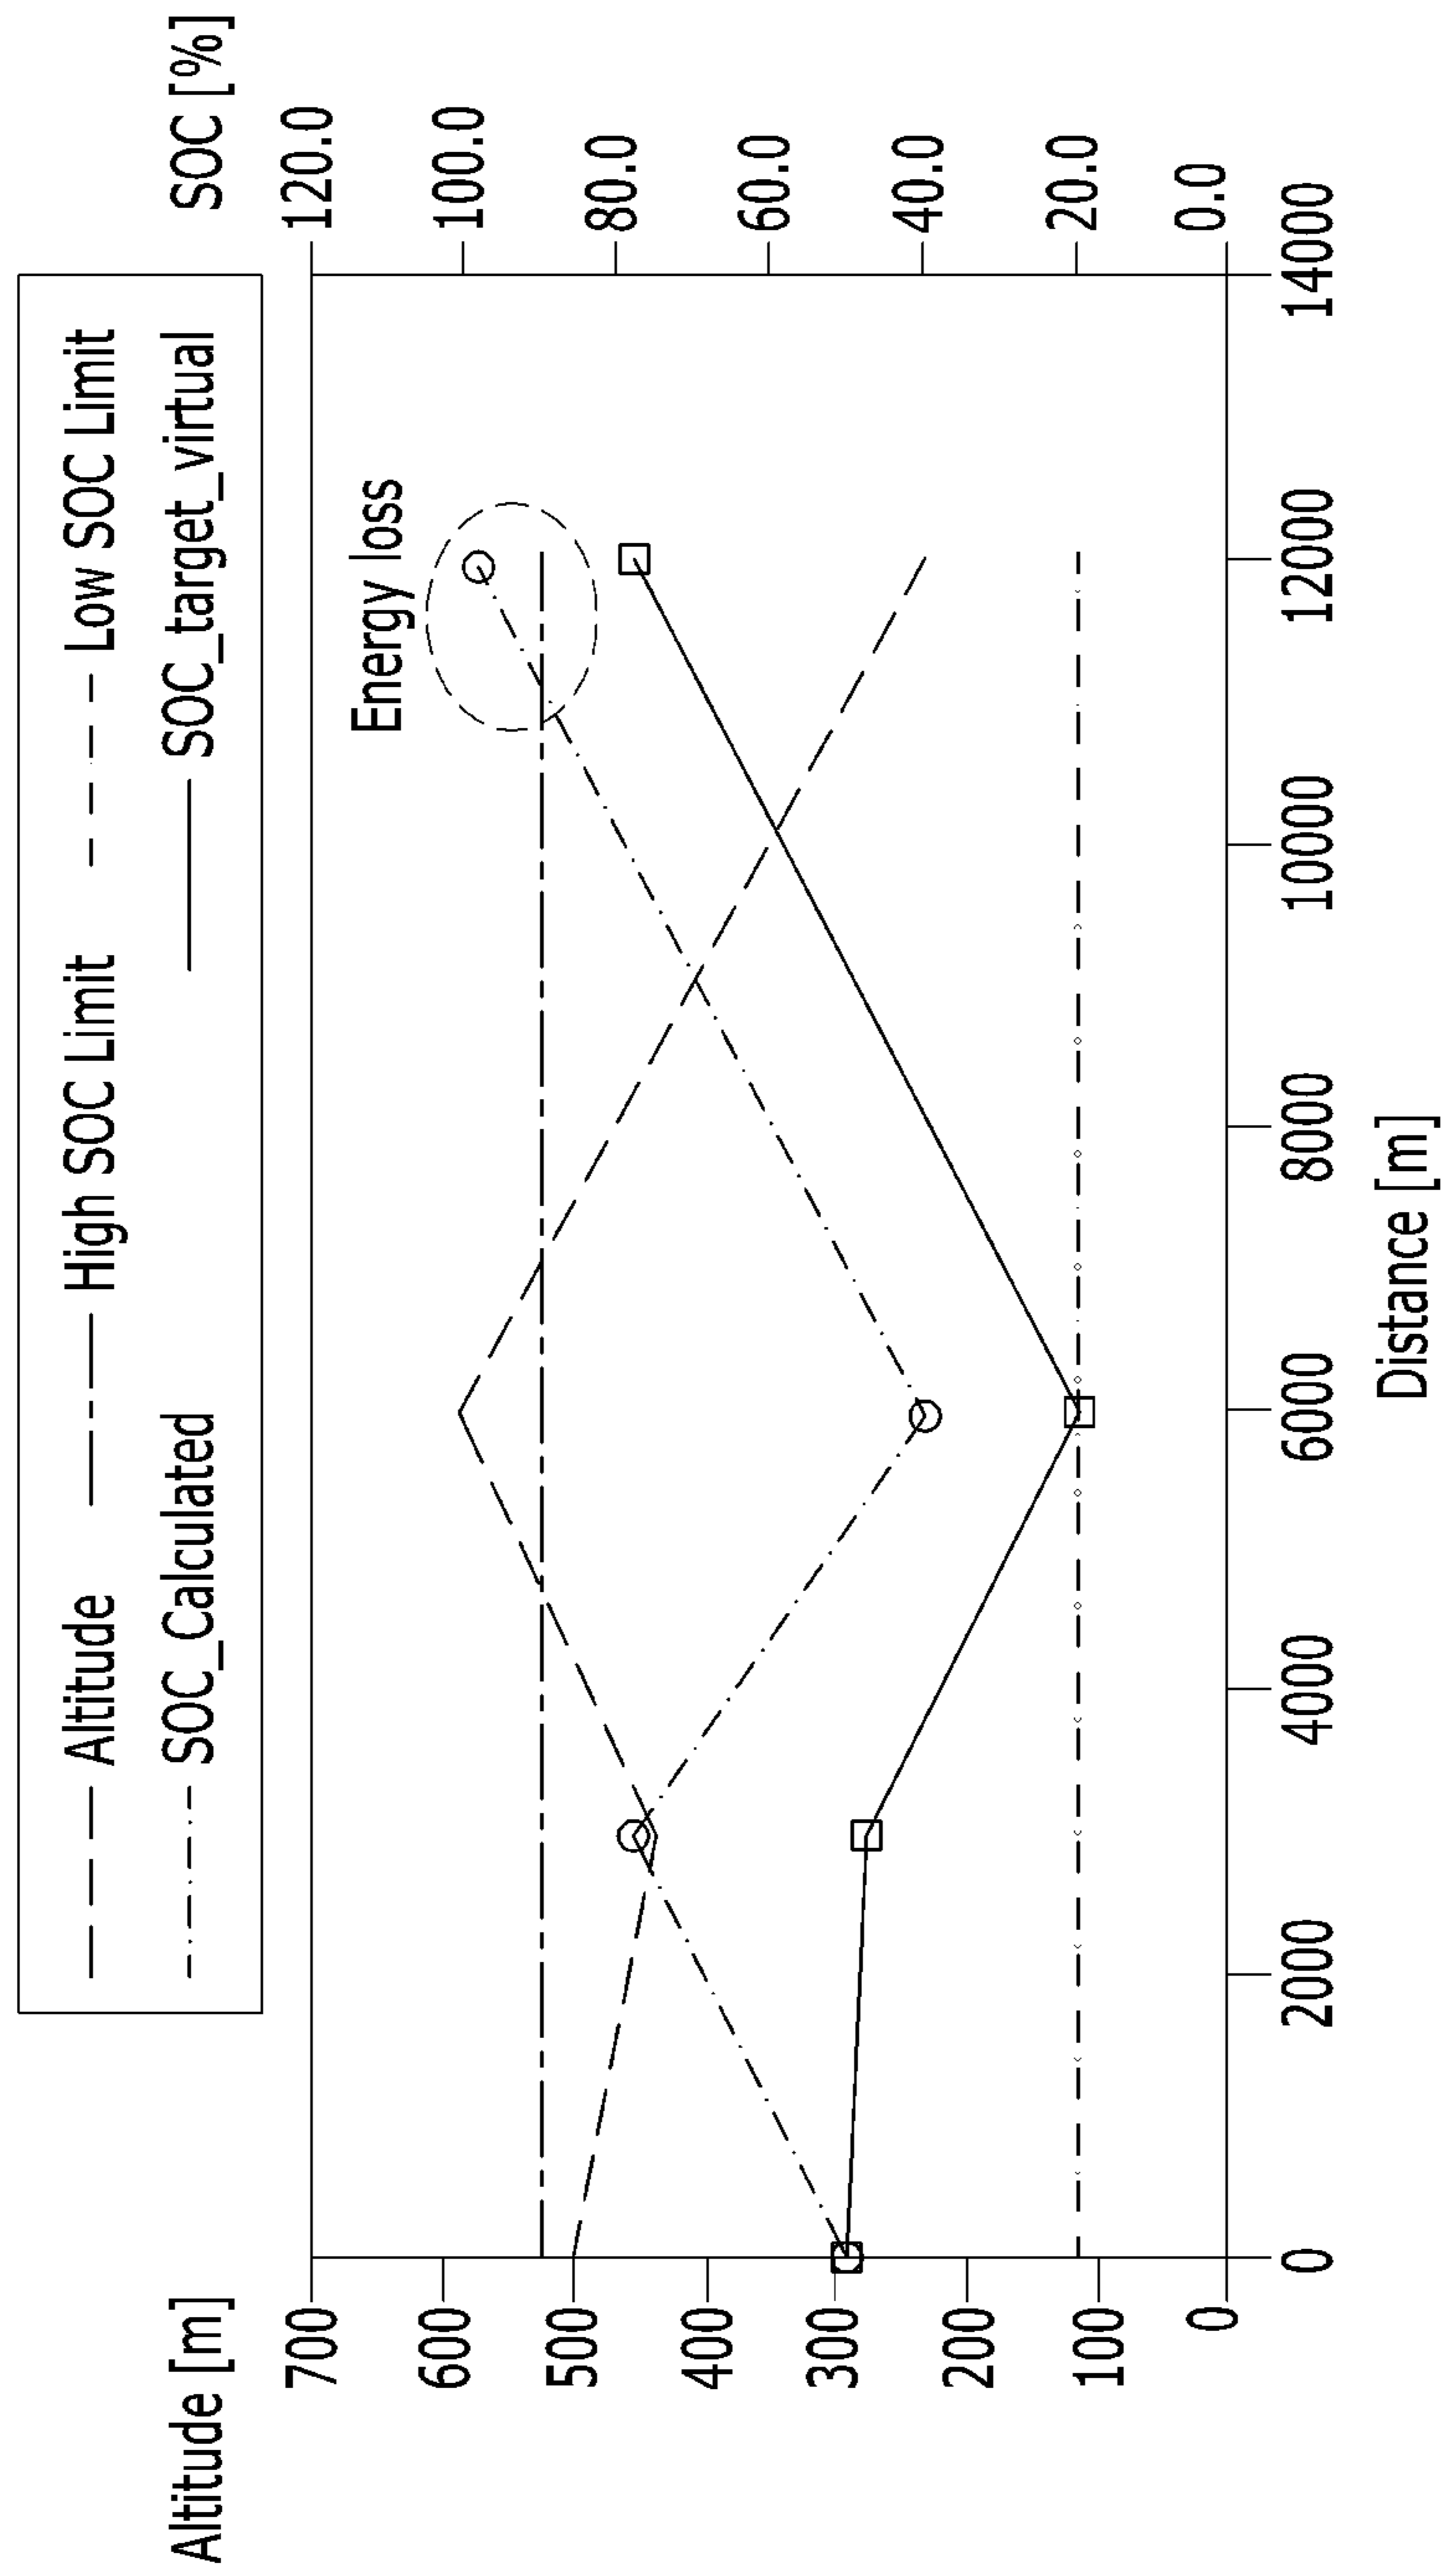 Altitude High SOC Limit Low SOC Limit
SOC_Calculated SOC_target_virtual
Altitude [m] SOC [%]
700 120.0
600 100.0
500 80.0
400 60.0
300 40.0
200 20.0
100 0.0
0
Energy loss
0 2000 4000 6000 8000 10000 12000 14000
Distance [m]